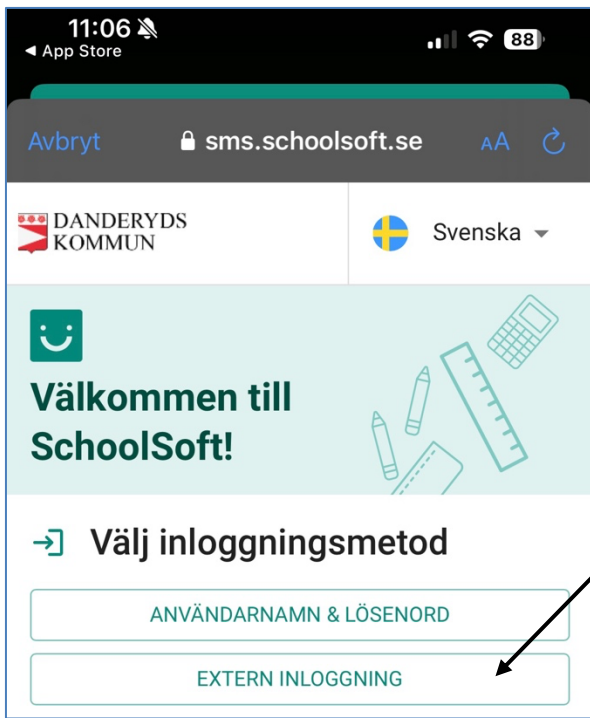 11:06
◀ App Store
88
Avbryt
sms.schoolsoft.se
AA
DANDERYDS
KOMMUN
Svenska
Välkommen till
SchoolSoft!
Välj inloggningsmetod
ANVÄNDARNAMN & LÖSENORD
EXTERN INLOGGNING